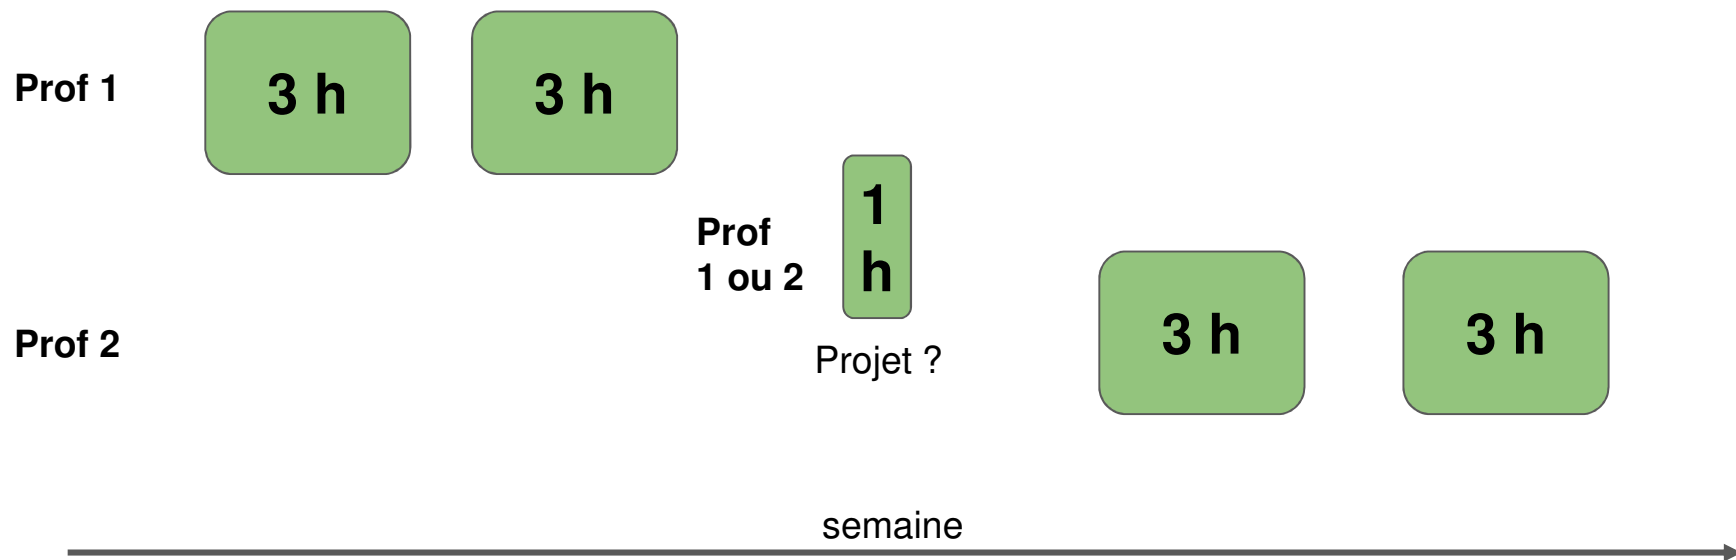 Prof 1
3 h
3 h
Prof
1 ou 2
1
h
Projet ?
Prof 2
3 h
3 h
semaine